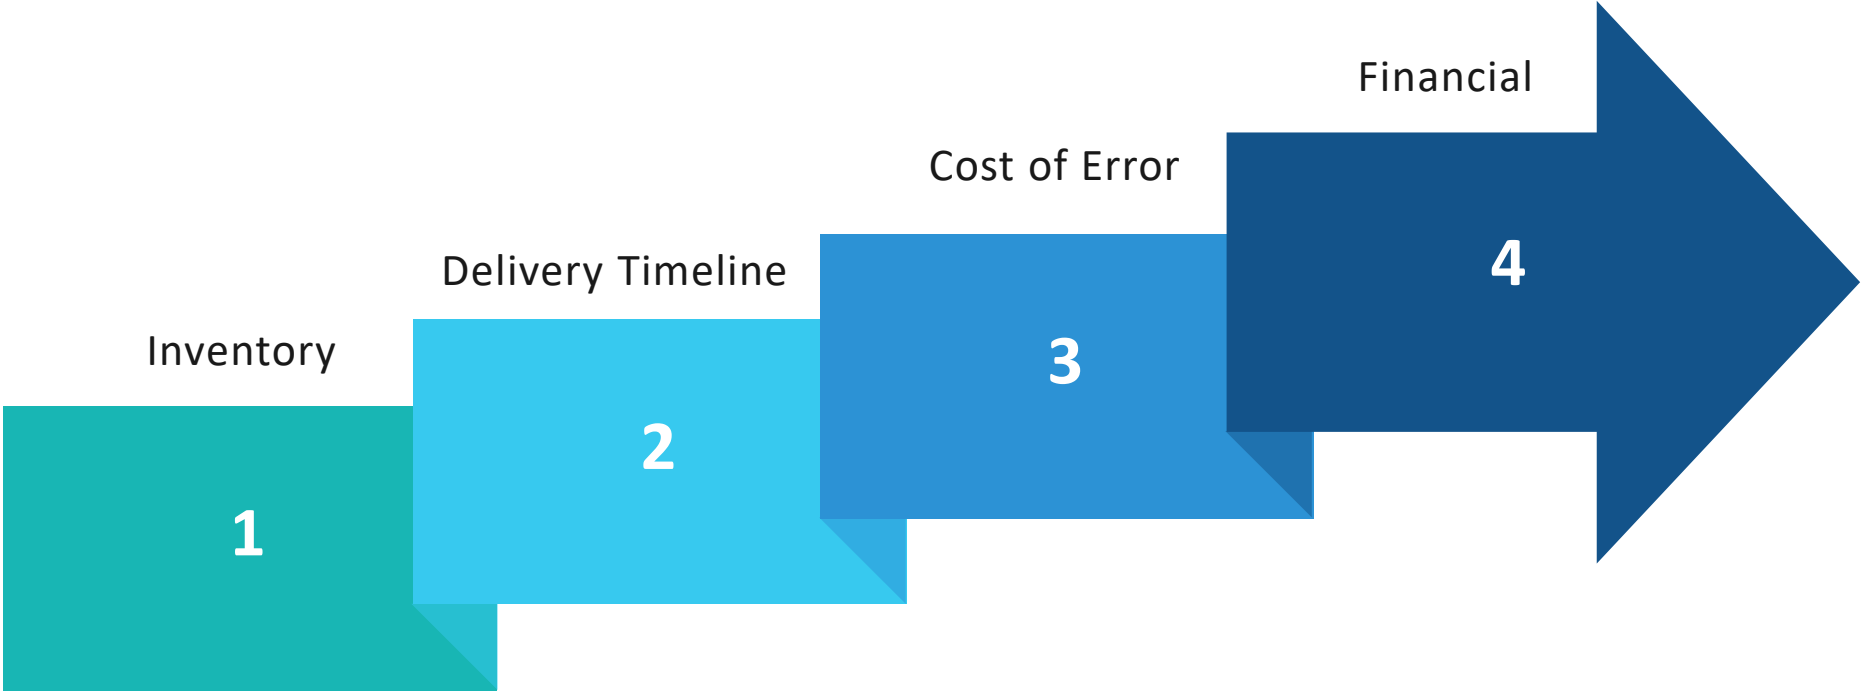 Inventory
1
Delivery Timeline
2
Cost of Error
3
Financial
4